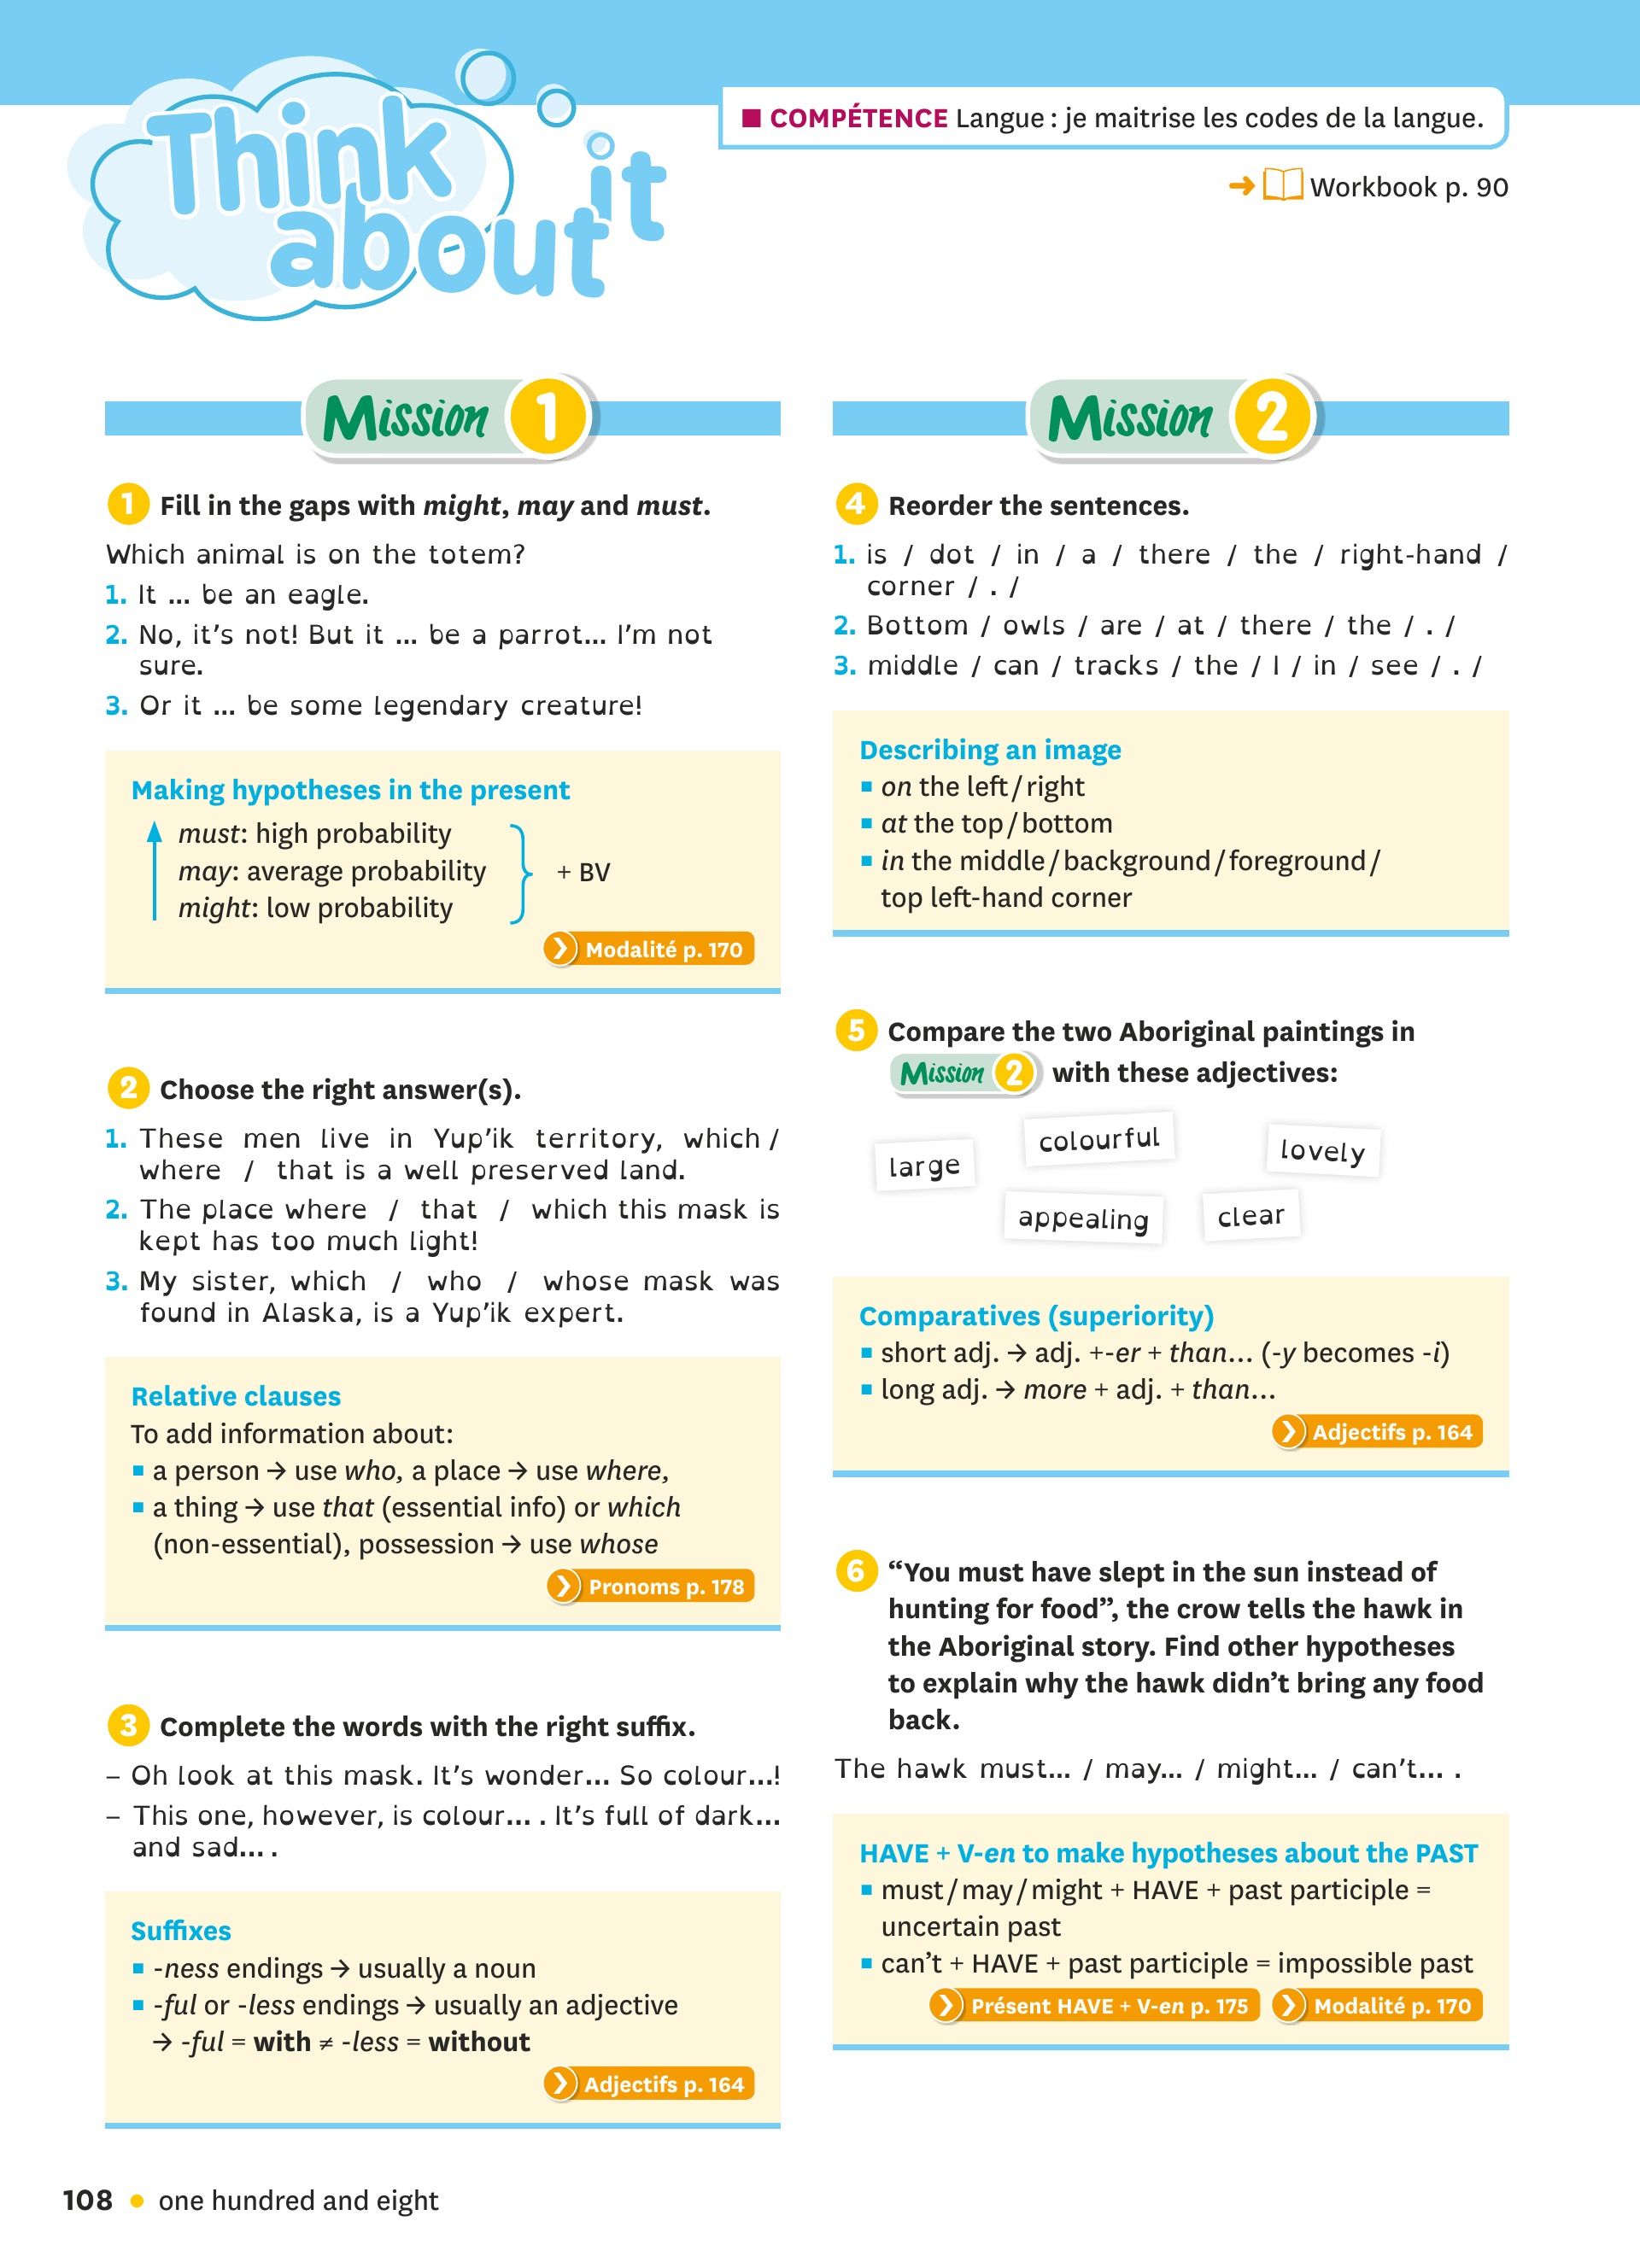 Think
about it
■ COMPÉTENCE Langue : je maitrise les codes de la langue.
➜ Workbook p. 90
Mission 1
1 Fill in the gaps with might, may and must.
Which animal is on the totem?
1. It ... be an eagle.
2. No, it’s not! But it ... be a parrot... I’m not
sure.
3. Or it ... be some legendary creature!
Making hypotheses in the present
must: high probability
may: average probability
might: low probability
+ BV
Modalité p. 170
2 Choose the right answer(s).
1. These men live in Yup’ik territory, which /
where / that is a well preserved land.
2. The place where / that / which this mask is
kept has too much light!
3. My sister, which / who / whose mask was
found in Alaska, is a Yup’ik expert.
Relative clauses
To add information about:
▪ a person → use who, a place → use where,
▪ a thing → use that (essential info) or which
(non-essential), possession → use whose
Pronoms p. 178
3 Complete the words with the right suffix.
– Oh look at this mask. It’s wonder... So colour...!
– This one, however, is colour... . It’s full of dark...
and sad... .
Suffixes
▪ -ness endings → usually a noun
▪ -ful or -less endings → usually an adjective
→ -ful = with ≠ -less = without
Adjectifs p. 164
Mission 2
4 Reorder the sentences.
1. is / dot / in / a / there / the / right-hand /
corner / . /
2. Bottom / owls / are / at / there / the / . /
3. middle / can / tracks / the / I / in / see / . /
Describing an image
▪ on the left / right
▪ at the top / bottom
▪ in the middle / background / foreground /
top left-hand corner
5 Compare the two Aboriginal paintings in
Mission 2 with these adjectives:
large
colourful
lovely
appealing
clear
Comparatives (superiority)
▪ short adj. → adj. +-er + than... (-y becomes -i)
▪ long adj. → more + adj. + than...
Adjectifs p. 164
6 “You must have slept in the sun instead of
hunting for food”, the crow tells the hawk in
the Aboriginal story. Find other hypotheses
to explain why the hawk didn’t bring any food
back.
The hawk must... / may... / might... / can’t... .
HAVE + V-en to make hypotheses about the PAST
▪ must / may / might + HAVE + past participle =
uncertain past
▪ can’t + HAVE + past participle = impossible past
Présent HAVE + V-en p. 175
Modalité p. 170
108 • one hundred and eight